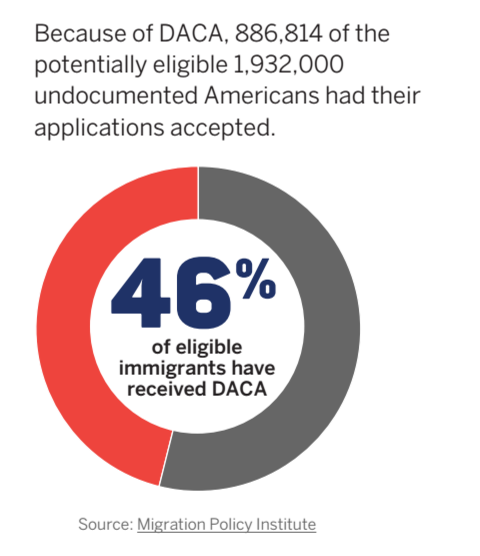 Because of DACA, 886,814 of the
potentially eligible 1,932,000
undocumented Americans had their
applications accepted.
46%
of eligible
immigrants have
received DACA
Source: Migration Policy Institute